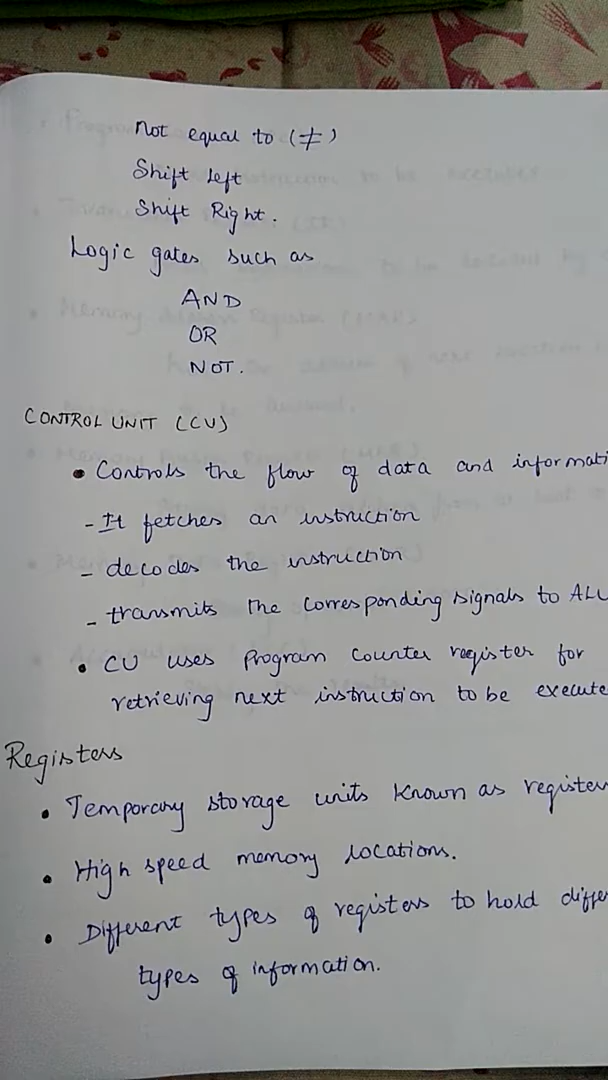 Not equal to (≠)
Shift Left
Shift Right.
Logic gates such as
AND
OR
NOT.
CONTROL UNIT (CU)
• Controls the flow of data and informati
- It fetches an instruction
- decodes the instruction
- transmits the corresponding signals to ALU
• CU uses program counter register for
retrieving next instruction to be execute
Registers
• Temporary storage units known as register
• High speed memory locations.
• Different types of registers to hold differe
types of information.